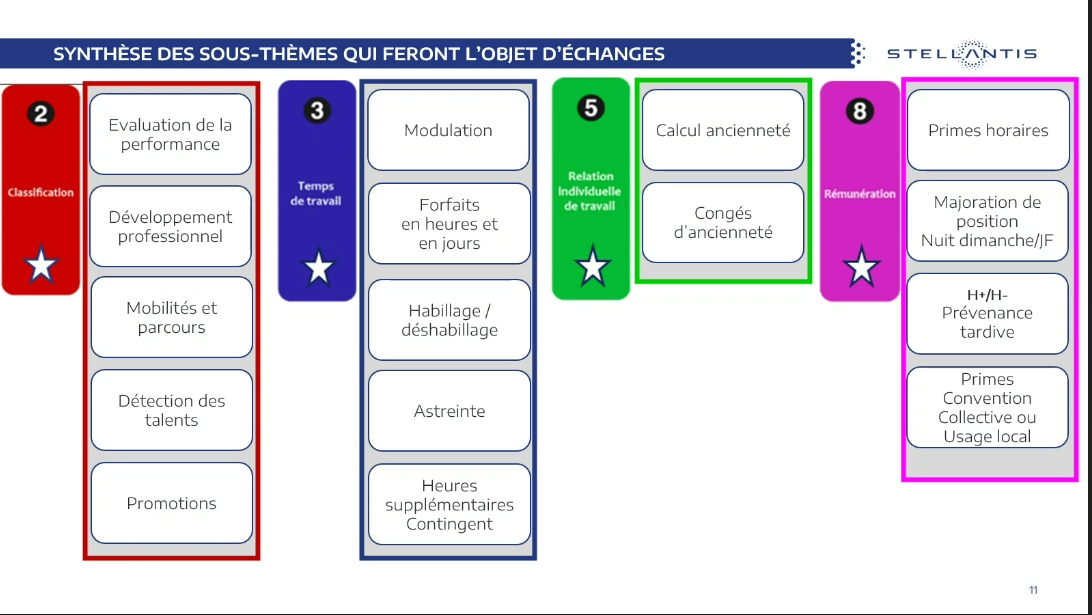 SYNTHÈSE DES SOUS-THÈMES QUI FERONT L'OBJET D'ÉCHANGES
STELLANTIS
2
Classification
Evaluation de la
performance
Développement
professionnel
Mobilités et
parcours
Détection des
talents
Promotions
3
Temps
de travail
Modulation
Forfaits
en heures et
en jours
Habillage /
déshabillage
Astreinte
Heures
supplémentaires
Contingent
5
Relation
individuelle
de travail
Calcul ancienneté
Congés
d'ancienneté
8
Rémunération
Primes horaires
Majoration de
position
Nuit dimanche/JF
H+/H-
Prévenance
tardive
Primes
Convention
Collective ou
Usage local
11